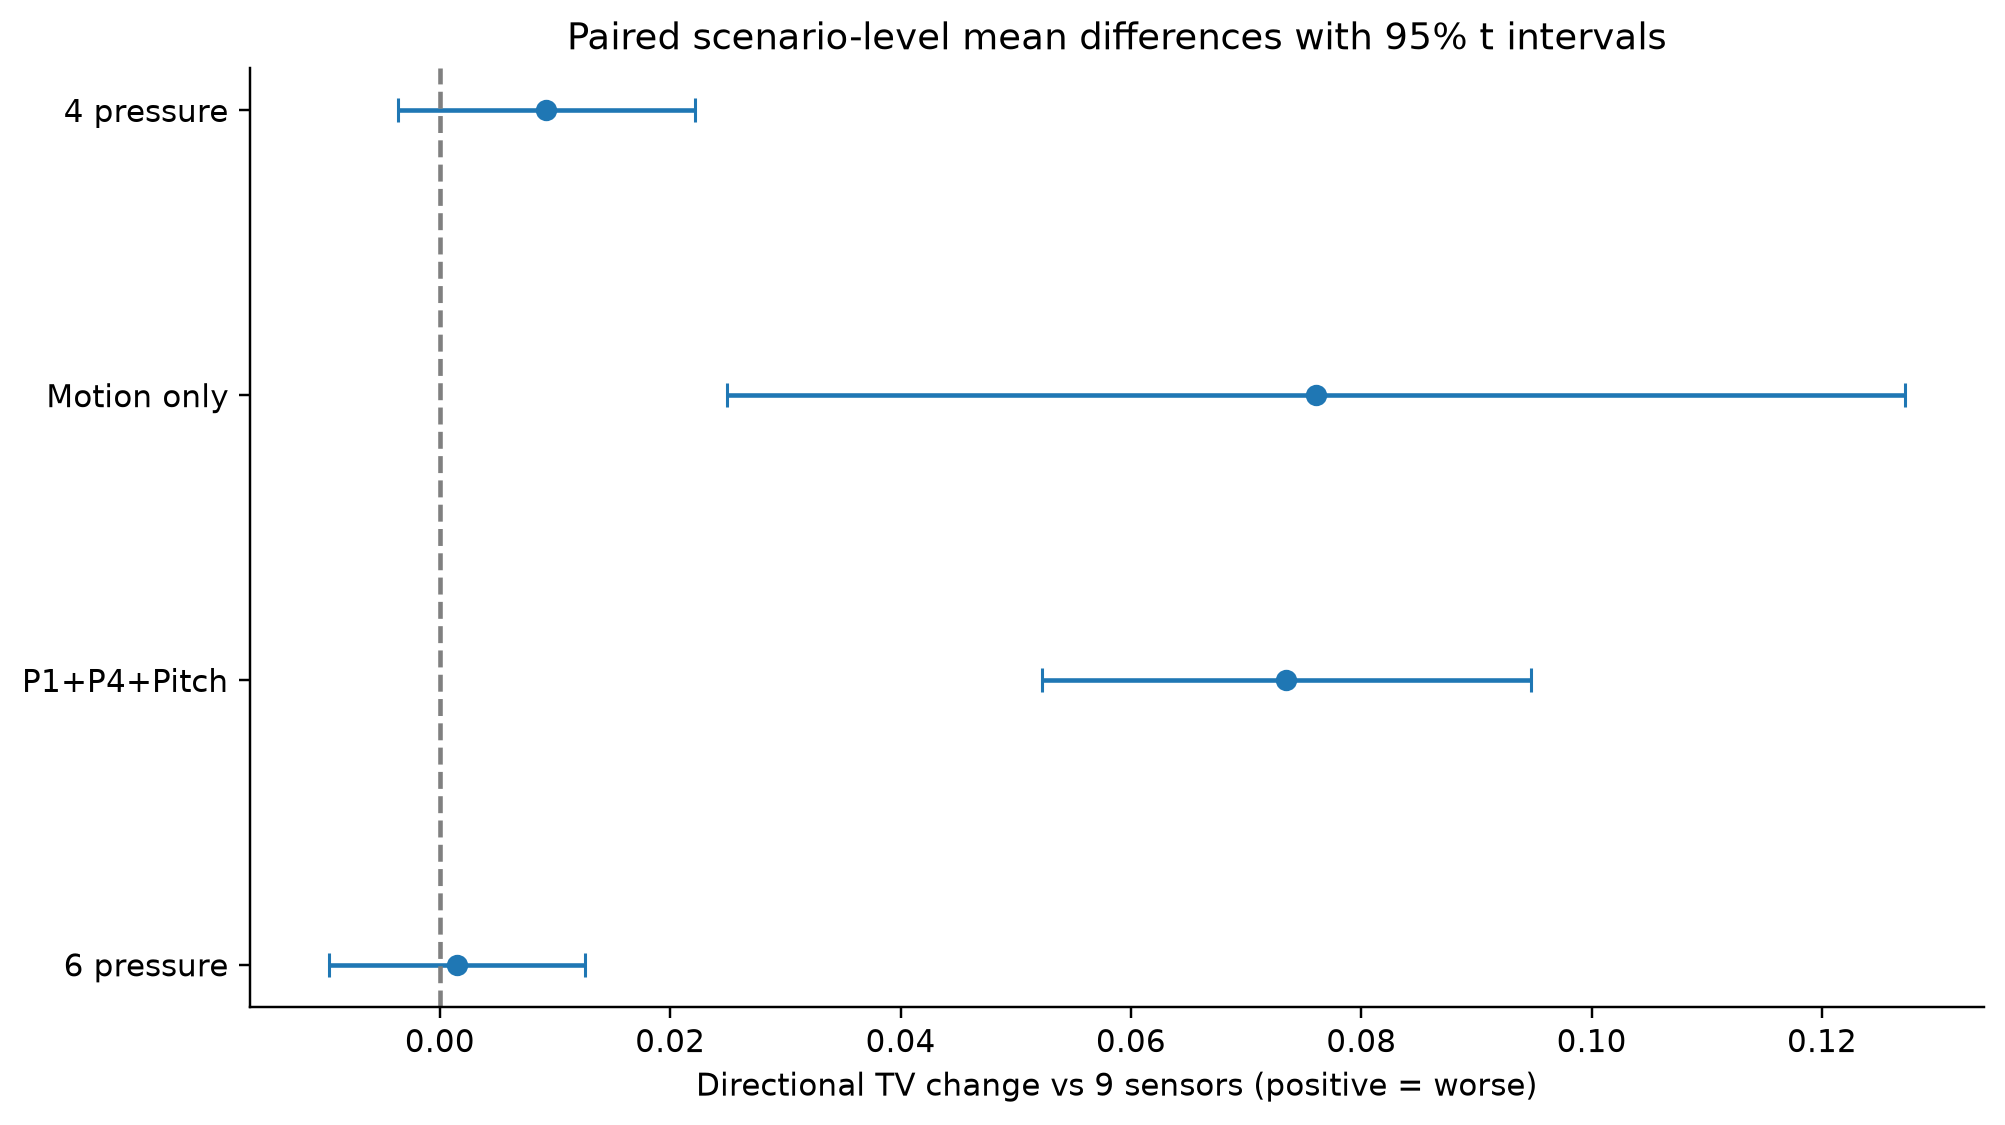 Paired scenario-level mean differences with 95% t intervals
4 pressure
Motion only
P1+P4+Pitch
6 pressure
0.00 0.02 0.04 0.06 0.08 0.10 0.12
Directional TV change vs 9 sensors (positive = worse)